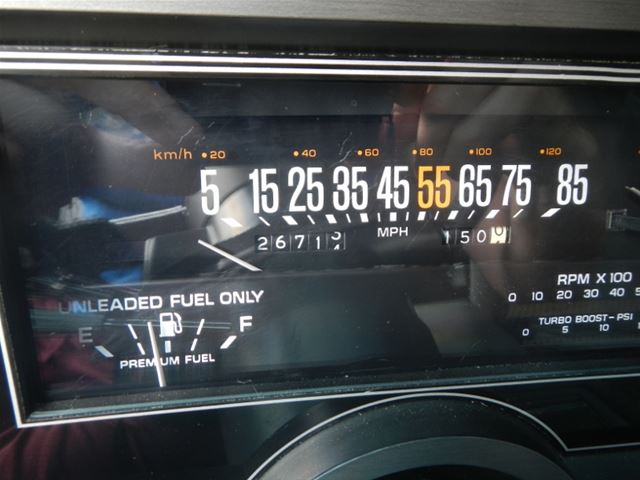 km/h 20 40 60 80 100 120
5 15 25 35 45 55 65 75 85
MPH
2671
150
UNLEADED FUEL ONLY
E F
PREMIUM FUEL
RPM X 100
0 10 20 30 40
TURBO BOOST-PSI
0 5 10